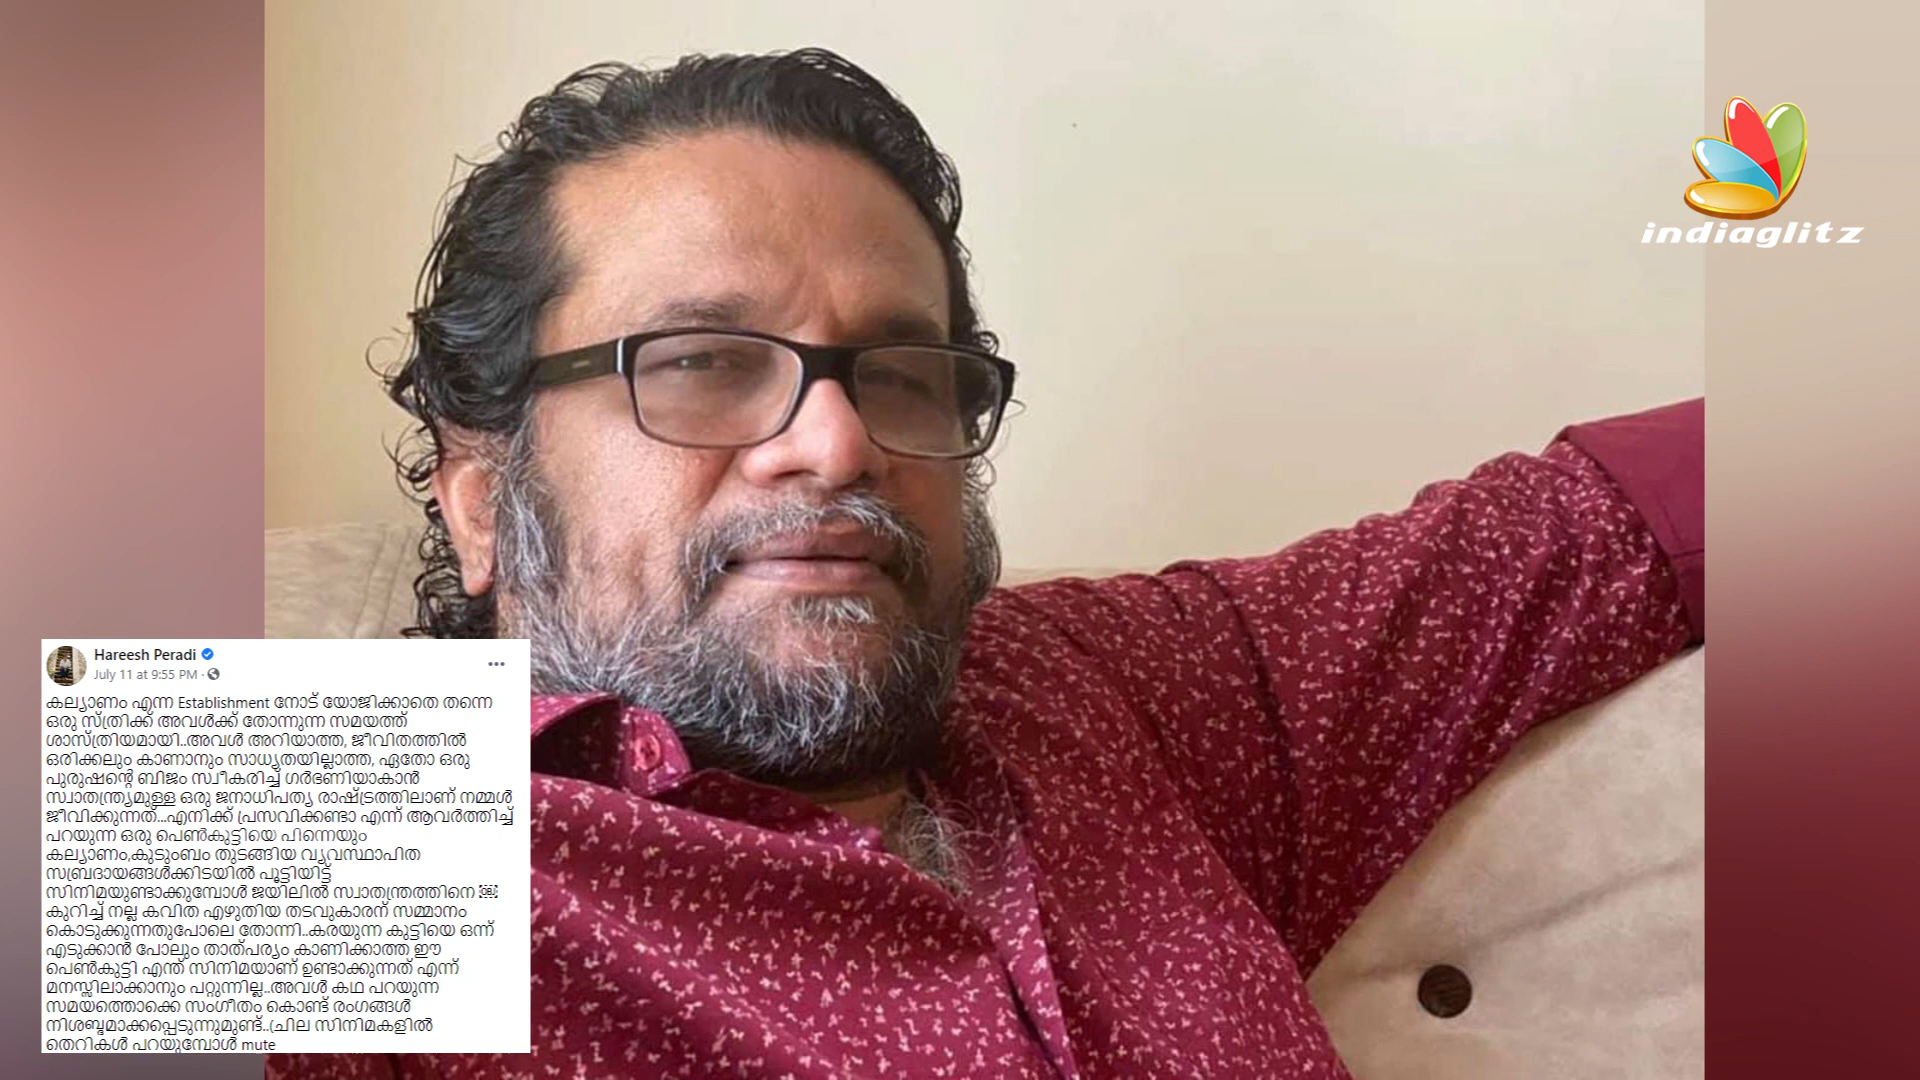 indiaglitz
Hareesh Peradi
July 11 at 9:55 PM ·
കല്യാണം എന്ന Establishment നോട് യോജിക്കാതെ തന്നെ
ഒരു സ്ത്രിക്ക് അവൾക്ക് തോന്നുന്ന സമയത്ത്
ശാസ്ത്രിയമായി..അവൾ അറിയാത്ത, ജീവിതത്തിൽ
ഒരിക്കലും കാണാനും സാധ്യതയില്ലാത്ത, ഏതോ ഒരു
പുരുഷന്റെ ബിജം സ്വീകരിച്ച് ഗർഭണിയാകാൻ
സ്വാതന്ത്ര്യമുള്ള ഒരു ജനാധിപത്യ രാഷ്ട്രത്തിലാണ് നമ്മൾ
ജീവിക്കുന്നത്...എനിക്ക് പ്രസവിക്കണ്ടാ എന്ന് ആവർത്തിച്ച്
പറയുന്ന ഒരു പെൺകുട്ടിയെ പിന്നെയും
കല്യാണം,കുടുംബം തുടങ്ങിയ വ്യവസ്ഥാപിത
സബ്രദായങ്ങൾക്കിടയിൽ പൂട്ടിയിട്ട്
സിനിമയുണ്ടാക്കുമ്പോൾ ജയിലിൽ സ്വാതന്ത്രത്തിനെ
കുറിച്ച് നല്ല കവിത എഴുതിയ തടവുകാരന് സമ്മാനം
കൊടുക്കുന്നതുപോലെ തോന്നി..കരയുന്ന കുട്ടിയെ ഒന്ന്
എടുക്കാൻ പോലും താത്പര്യം കാണിക്കാത്ത ഈ
പെൺകുട്ടി എന്ത് സിനിമയാണ് ഉണ്ടാക്കുന്നത് എന്ന്
മനസ്സിലാക്കാനും പറ്റുന്നില്ല..അവൾ കഥ പറയുന്ന
സമയത്തൊക്കെ സംഗീതം കൊണ്ട് രംഗങ്ങൾ
നിശബ്ദമാക്കപ്പെടുന്നുമുണ്ട്..(ചില സിനിമകളിൽ
തെറികൾ പറയുമ്പോൾ mute